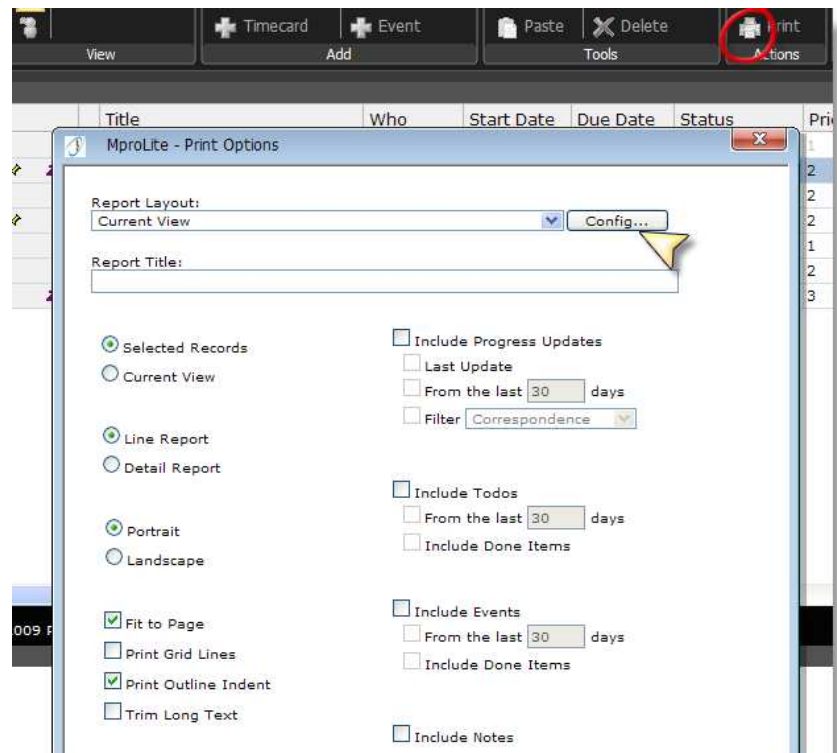 Timecard Event Paste Delete Print
View Add Tools Actions
Title Who Start Date Due Date Status
MproLite - Print Options
1
2
2
2
1
2
3
Report Layout:
Current View Config...
Report Title:
Selected Records
Current View
Line Report
Detail Report
Portrait
Landscape
Fit to Page
Print Grid Lines
Print Outline Indent
Trim Long Text
Include Progress Updates
Last Update
From the last 30 days
Filter Correspondence
Include Todos
From the last 30 days
Include Done Items
Include Events
From the last 30 days
Include Done Items
Include Notes